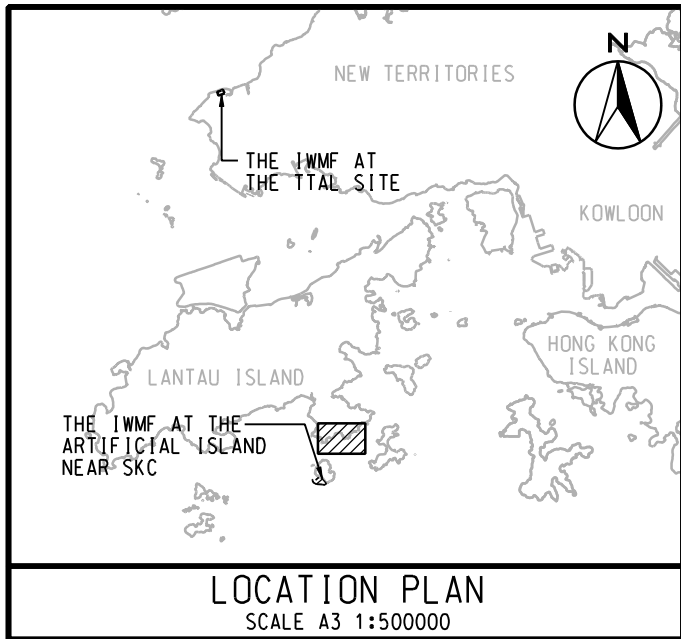 N
NEW TERRITORIES
THE IWMF AT
THE TTAL SITE
KOWLOON
HONG KONG
ISLAND
LANTAU ISLAND
THE IWMF AT THE
ARTIFICIAL ISLAND
NEAR SKC
LOCATION PLAN
SCALE A3 1:500000